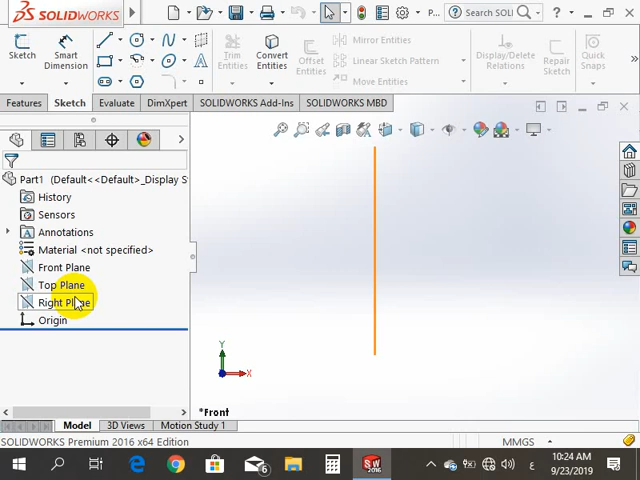 SOLIDWORKS
P...
Search SOLI
Sketch
Smart Dimension
Trim Entities
Convert Entities
Offset Entities
Mirror Entities
Linear Sketch Pattern
Move Entities
Display/Delete Relations
Repair Sketch
Features
Sketch
Evaluate
DimXpert
SOLIDWORKS Add-Ins
SOLIDWORKS MBD
Part1 (Default<<Default>_Display S
History
Sensors
Annotations
Material <not specified>
Front Plane
Top Plane
Right Plane
Origin
Y
X
*Front
Model
3D Views
Motion Study 1
SOLIDWORKS Premium 2016 x64 Edition
MMGS
6
SW
2016
ع
10:24 AM
9/23/2019